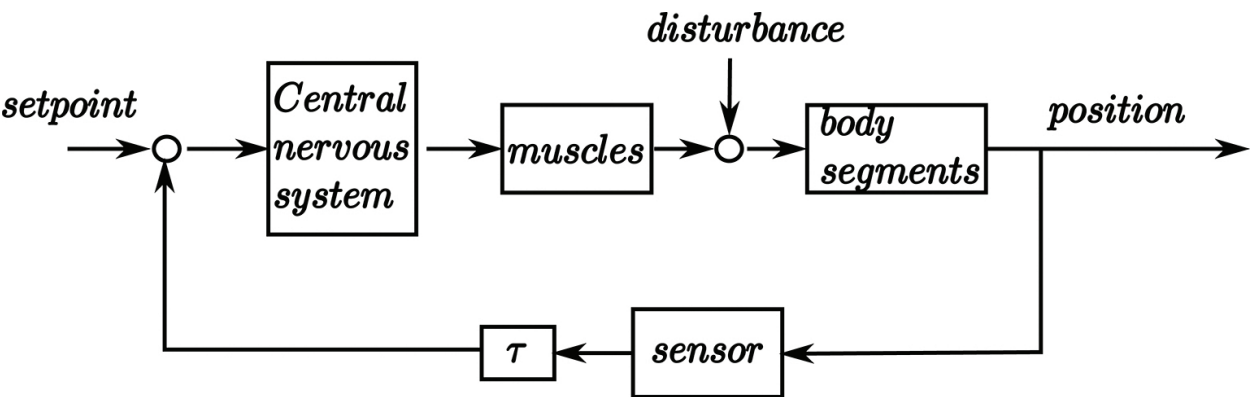 disturbance
setpoint
Central
nervous
system
muscles
body
segments
position
τ
sensor